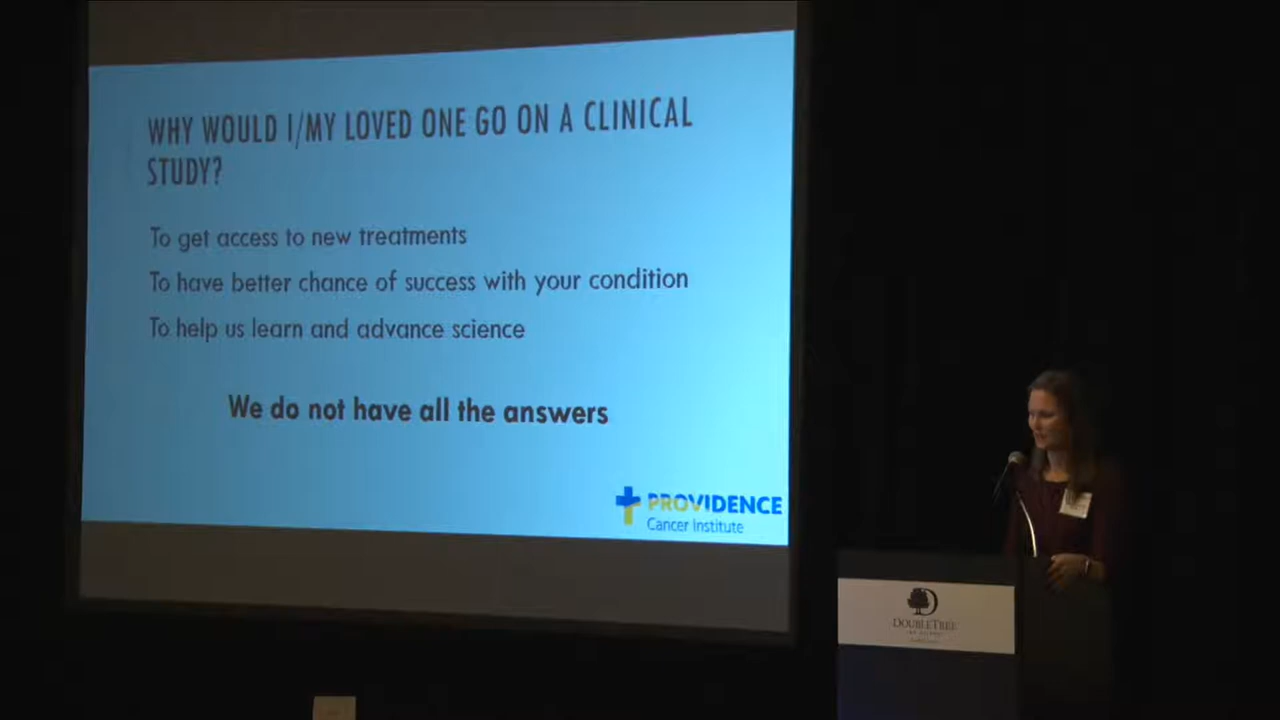 WHY WOULD I/MY LOVED ONE GO ON A CLINICAL
STUDY?
To get access to new treatments
To have better chance of success with your condition
To help us learn and advance science
We do not have all the answers
PROVIDENCE
Cancer Institute
DOUBLETREE